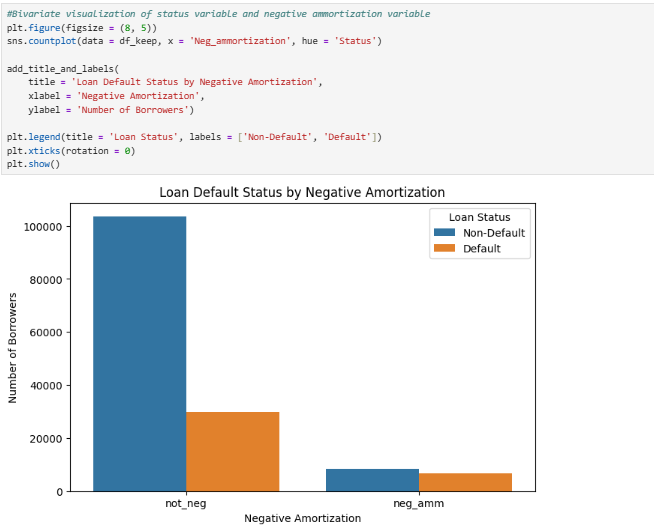 #Bivariate visualization of status variable and negative ammortization variable
plt.figure(figsize = (8, 5))
sns.countplot(data = df_keep, x = 'Neg_ammortization', hue = 'Status')
add_title_and_labels(
    title = 'Loan Default Status by Negative Amortization',
    xlabel = 'Negative Amortization',
    ylabel = 'Number of Borrowers')
plt.legend(title = 'Loan Status', labels = ['Non-Default', 'Default'])
plt.xticks(rotation = 0)
plt.show()
Loan Default Status by Negative Amortization
Loan Status
Non-Default
Default
Number of Borrowers
100000
80000
60000
40000
20000
0
not_neg
neg_amm
Negative Amortization